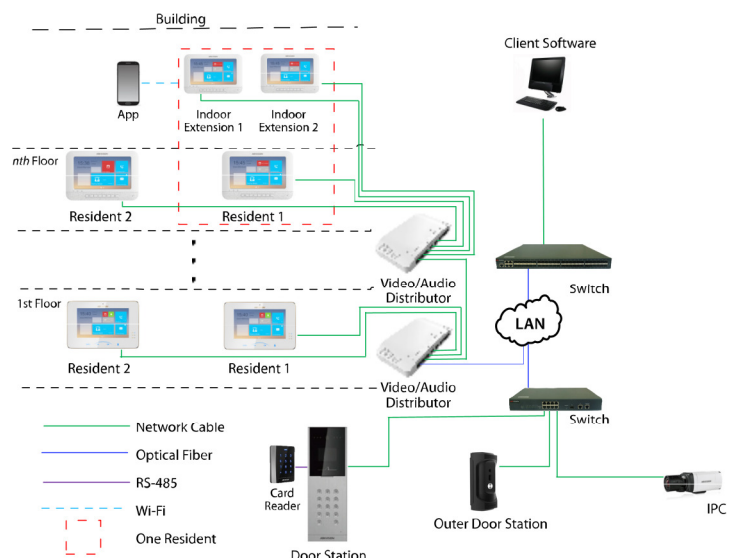 Building
Client Software
App
Indoor
Extension 1
Indoor
Extension 2
nth Floor
Resident 2
Resident 1
Video/Audio
Distributor
Switch
1st Floor
LAN
Resident 2
Resident 1
Video/Audio
Distributor
Switch
Network Cable
Optical Fiber
RS-485
Wi-Fi
One Resident
Card
Reader
Door Station
Outer Door Station
IPC